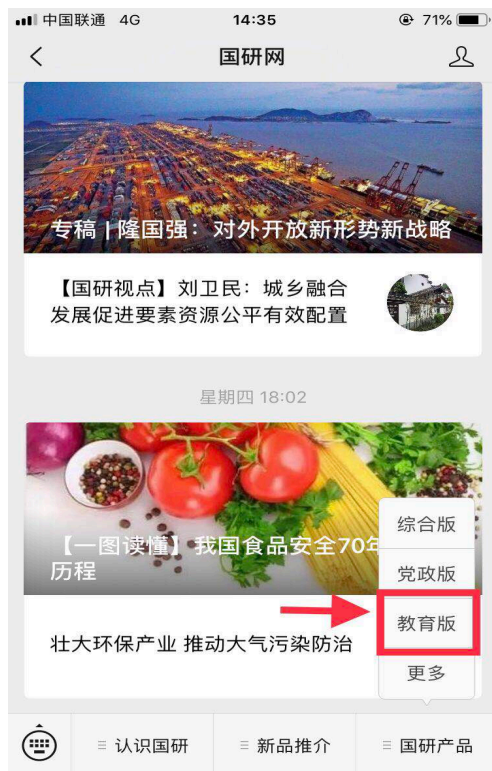 中国联通 4G 14:35 71%
国研网
专稿 | 隆国强：对外开放新形势新战略
【国研视点】刘卫民：城乡融合
发展促进要素资源公平有效配置
星期四 18:02
【一图读懂】我国食品安全70年
历程
综合版
党政版
教育版
壮大环保产业 推动大气污染防治
更多
认识国研 新品推介 国研产品